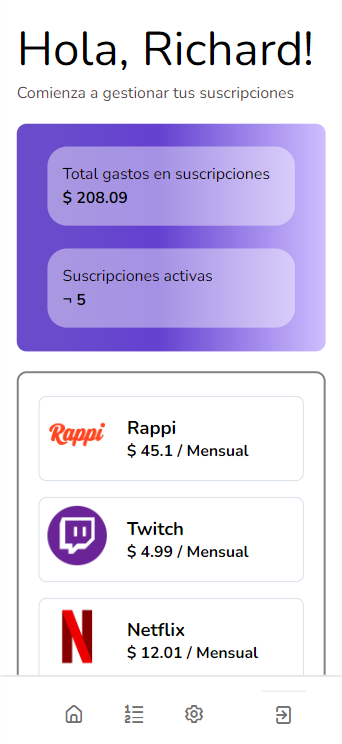 Hola, Richard!
Comienza a gestionar tus suscripciones
Total gastos en suscripciones
$ 208.09
Suscripciones activas
¬ 5
Rappi
Rappi
$ 45.1 / Mensual
Twitch
$ 4.99 / Mensual
Netflix
$ 12.01 / Mensual